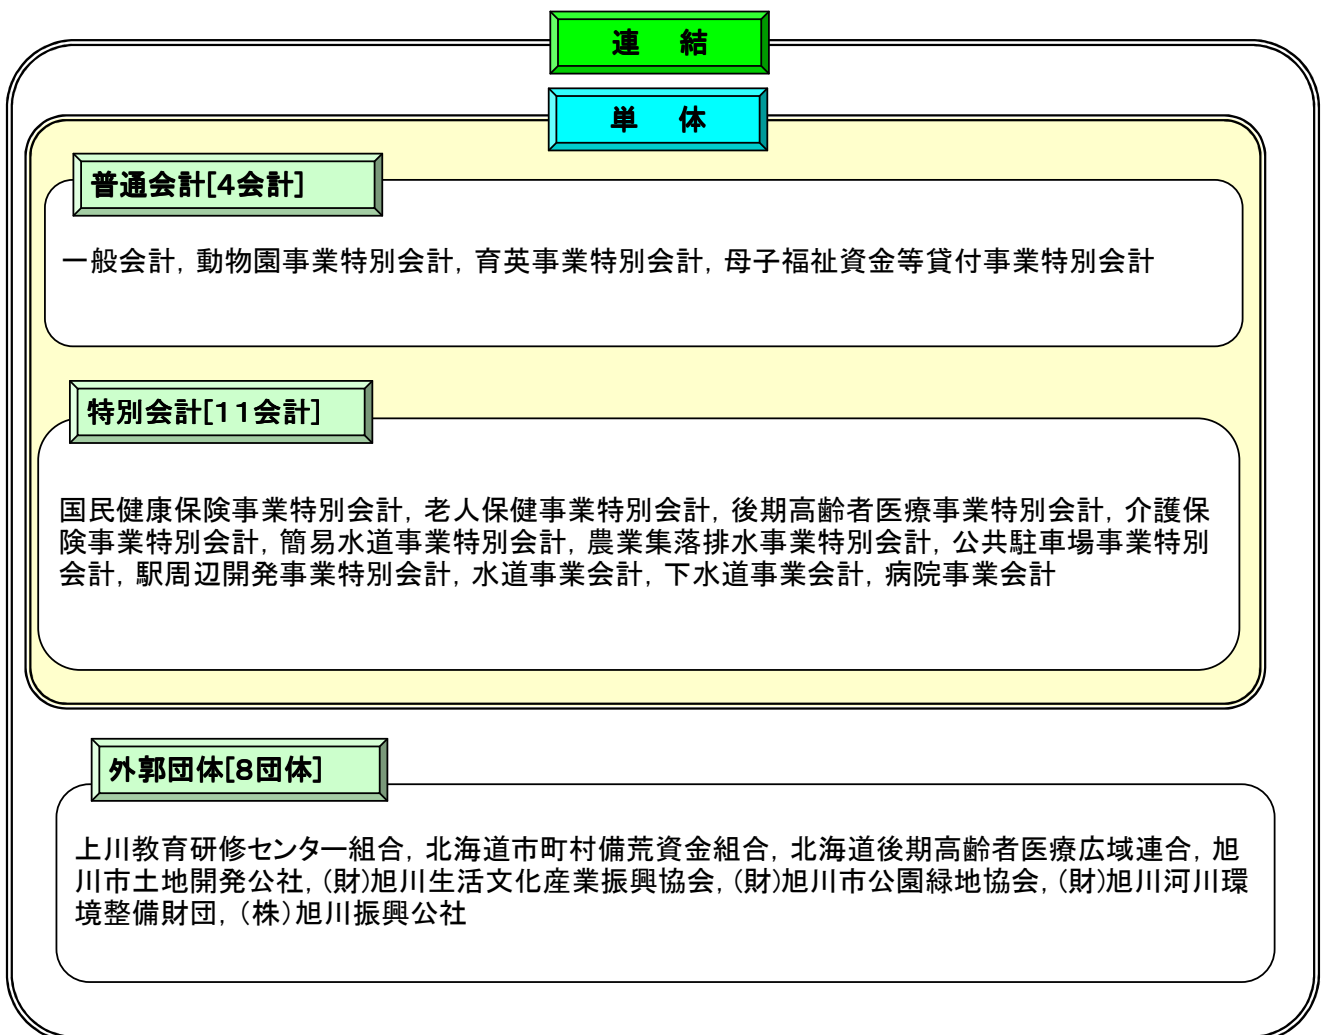 連　結
単　体
普通会計[4会計]
一般会計, 動物園事業特別会計, 育英事業特別会計, 母子福祉資金等貸付事業特別会計
特別会計[11会計]
国民健康保険事業特別会計, 老人保健事業特別会計, 後期高齢者医療事業特別会計, 介護保
険事業特別会計, 簡易水道事業特別会計, 農業集落排水事業特別会計, 公共駐車場事業特別
会計, 駅周辺開発事業特別会計, 水道事業会計, 下水道事業会計, 病院事業会計
外郭団体[8団体]
上川教育研修センター組合, 北海道市町村備荒資金組合, 北海道後期高齢者医療広域連合, 旭
川市土地開発公社, (財)旭川生活文化産業振興協会, (財)旭川市公園緑地協会, (財)旭川河川環
境整備財団, （株）旭川振興公社